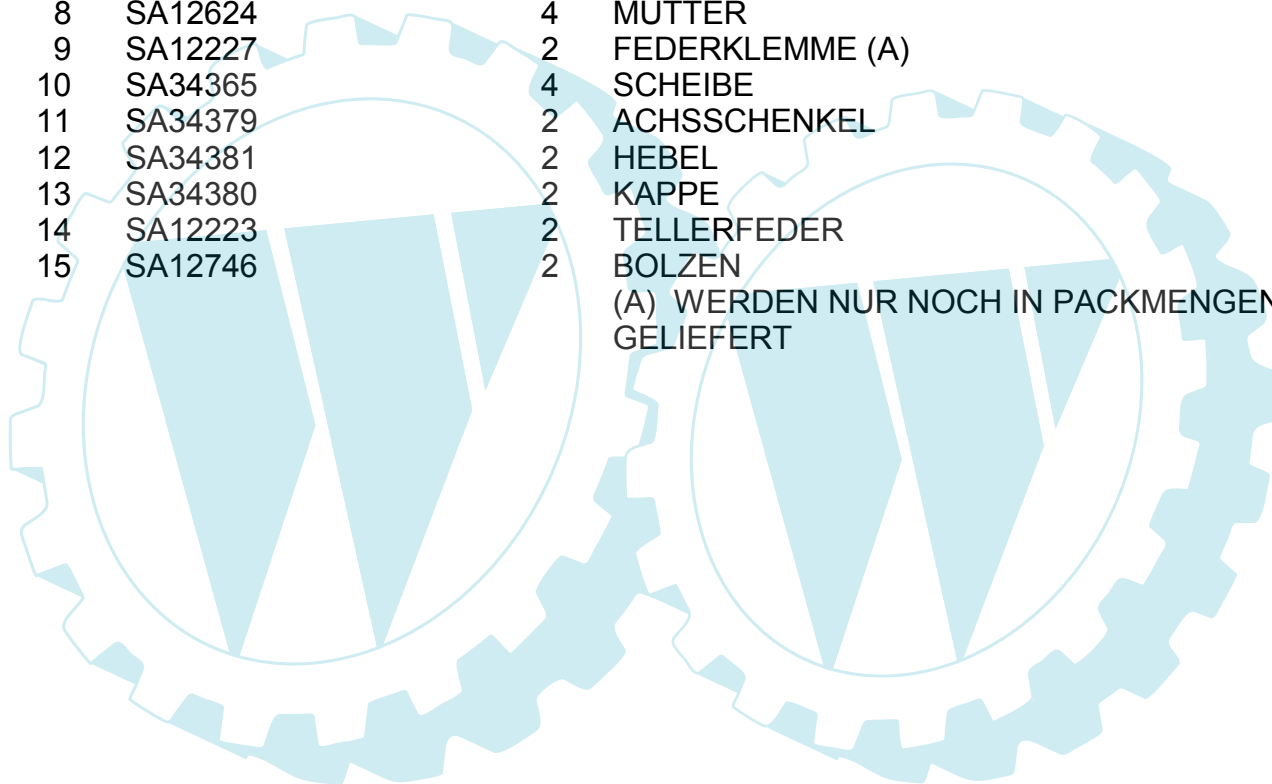 8 SA12624 4 MUTTER
9 SA12227 2 FEDERKLEMME (A)
10 SA34365 4 SCHEIBE
11 SA34379 2 ACHSSCHENKEL
12 SA34381 2 HEBEL
13 SA34380 2 KAPPE
14 SA12223 2 TELLERFEDER
15 SA12746 2 BOLZEN
(A) WERDEN NUR NOCH IN PACKMENGEN
GELIEFERT